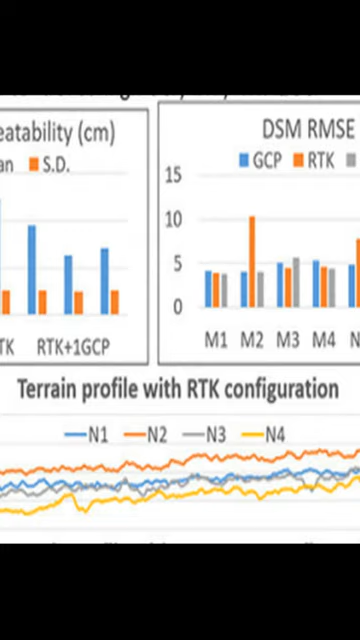 eatability (cm)
an S.D.
TK RTK+1GCP
DSM RMSE
GCP RTK
15
10
5
0
M1 M2 M3 M4 N
Terrain profile with RTK configuration
N1 N2 N3 N4